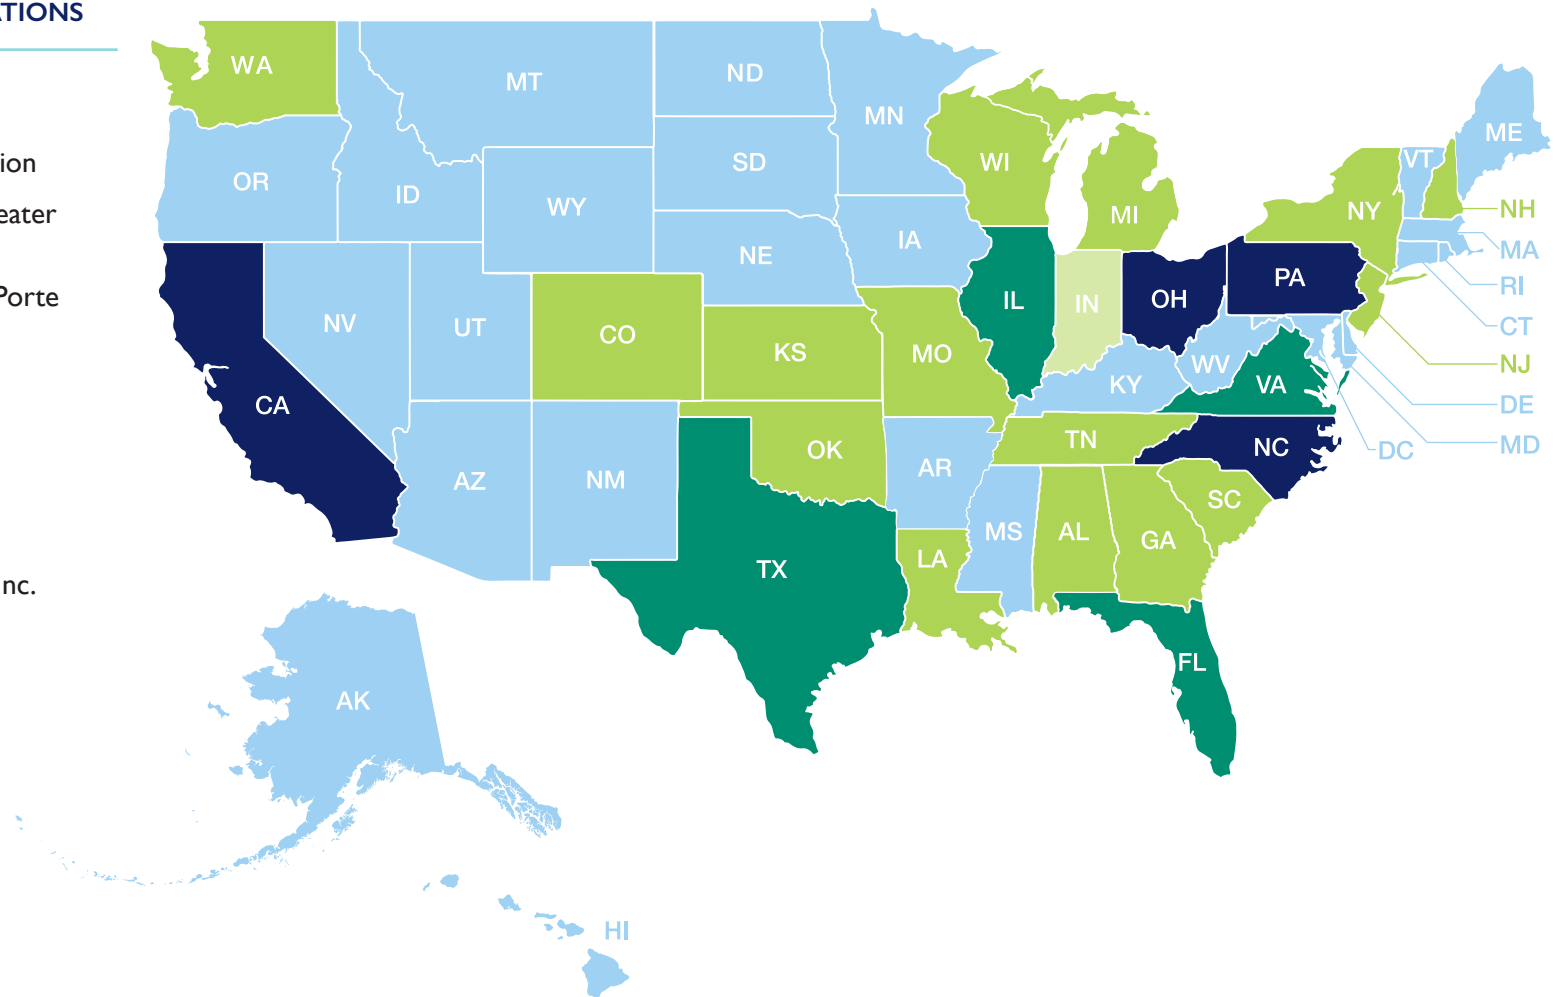 ATIONS
ion
eater
Porte
nc.
WA
MT
ND
MN
ME
VT
OR
ID
WY
SD
WI
MI
NY
NH
MA
RI
CT
NJ
DE
MD
DC
NE
IA
IL
IN
OH
PA
NV
UT
CO
KS
MO
KY
WV
VA
CA
AZ
NM
OK
AR
TN
NC
SC
TX
LA
MS
AL
GA
FL
AK
HI